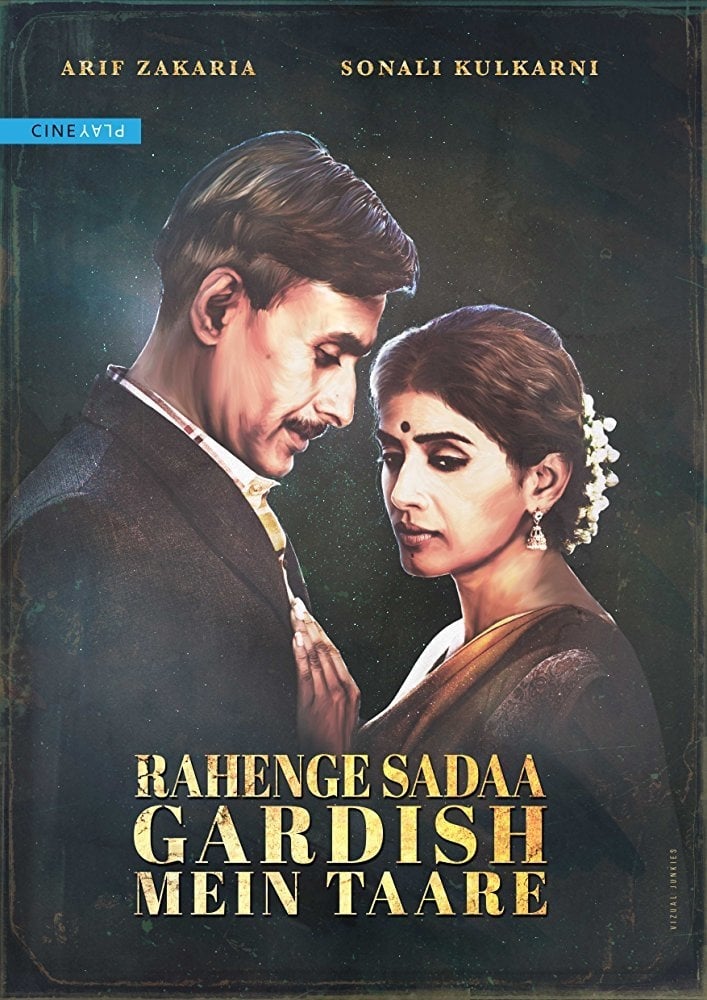 ARIF ZAKARIA SONALI KULKARNI
CINEPLAY
RAHENGE SADAA
GARDISH
MEIN TAARE
VIZUAL JUNKIES